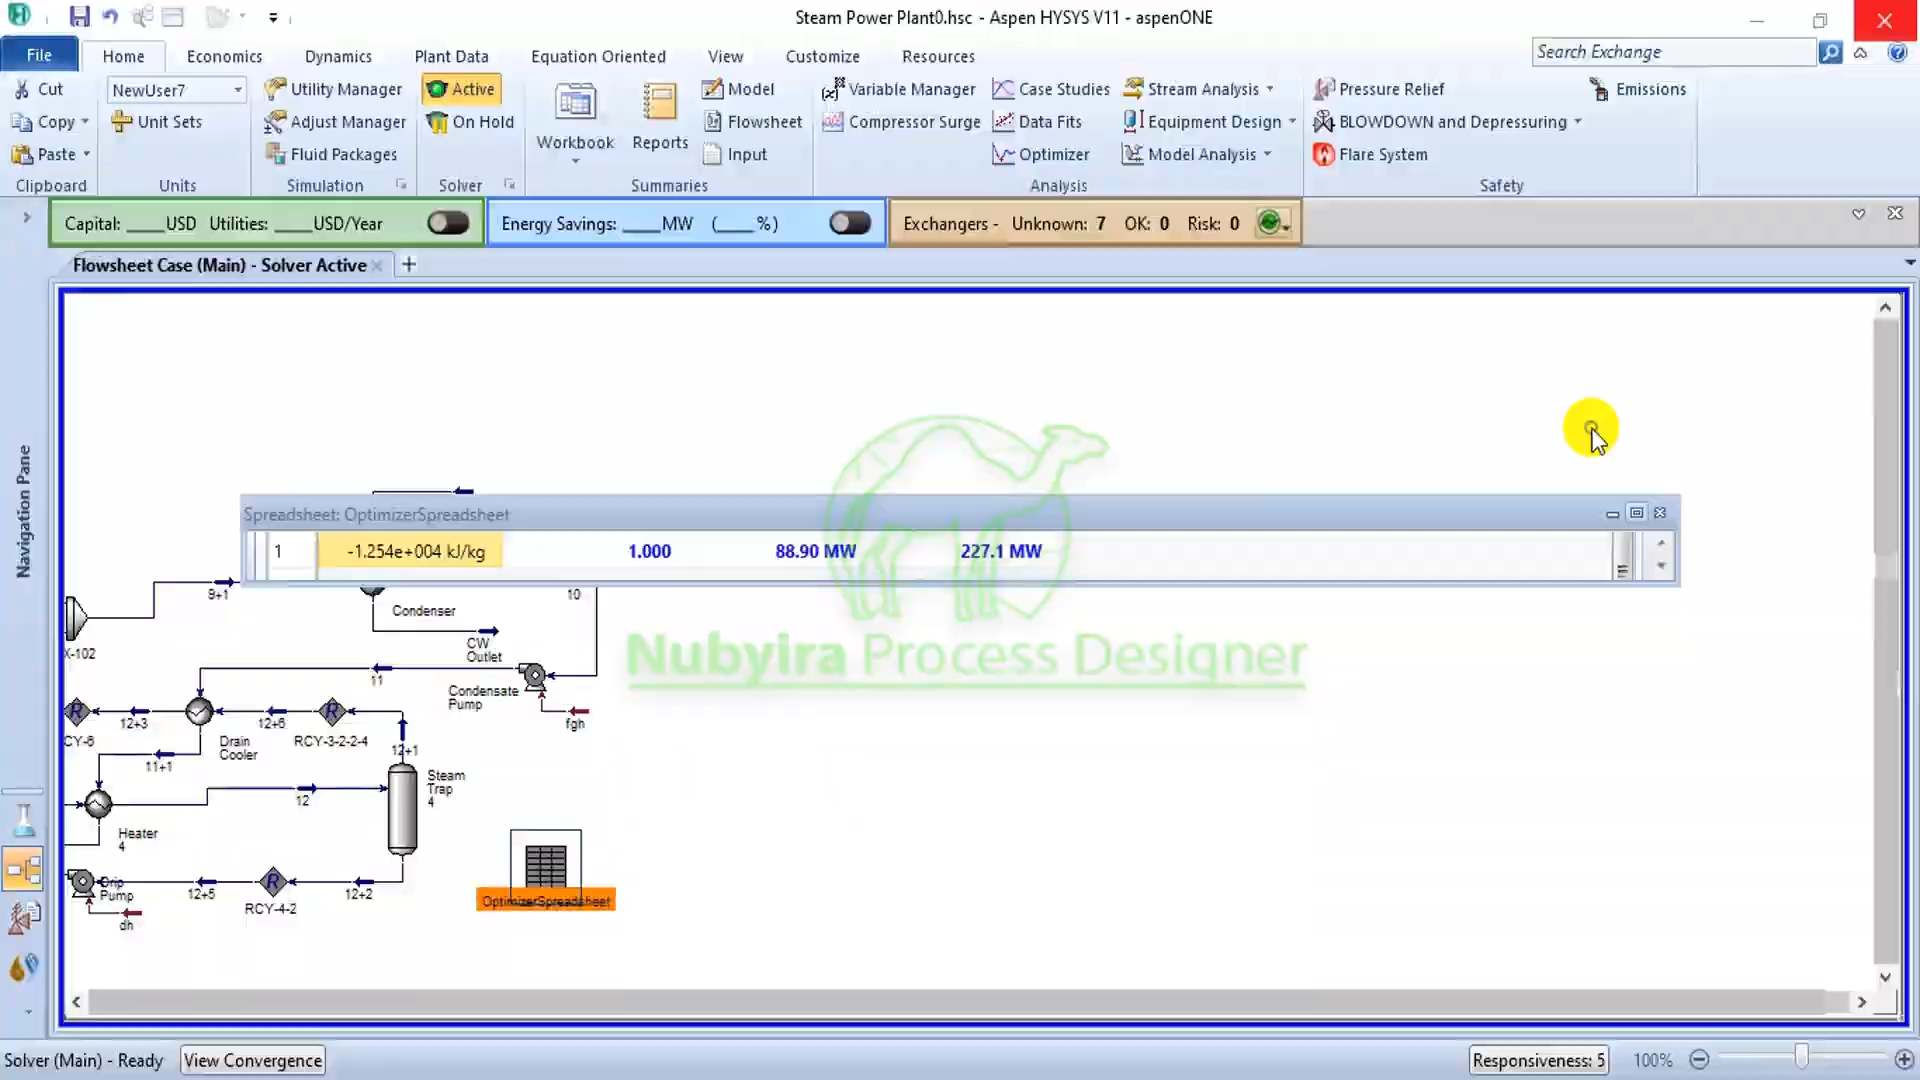 Steam Power Plant0.hsc - Aspen HYSYS V11 - aspenONE
File Home Economics Dynamics Plant Data Equation Oriented View Customize Resources Search Exchange
Cut NewUser7 Utility Manager Active Model Variable Manager Case Studies Stream Analysis Pressure Relief Emissions
Copy Unit Sets Adjust Manager On Hold Workbook Reports Flowsheet Compressor Surge Data Fits Equipment Design BLOWDOWN and Depressuring
Paste Fluid Packages Input Optimizer Model Analysis Flare System
Clipboard Units Simulation Solver Summaries Analysis Safety
Capital: ____USD Utilities: ____USD/Year Energy Savings: ____MW (____%) Exchangers - Unknown: 7 OK: 0 Risk: 0
Flowsheet Case (Main) - Solver Active
Navigation Pane
Spreadsheet: OptimizerSpreadsheet
1 -1.254e+004 kJ/kg 1.000 88.90 MW 227.1 MW
9+1
10
Condenser
X-102
CW
Outlet
11
Condensate
Pump
fgh
12+3
12+6
CY-6
Drain
Cooler
RCY-3-2-2-4
12+1
11+1
Steam
Trap
4
12
Heater
4
Drip
Pump
12+5
12+2
RCY-4-2
dh
OptimizerSpreadsheet
Nubyira Process Designer
Solver (Main) - Ready View Convergence Responsiveness: 5 100%